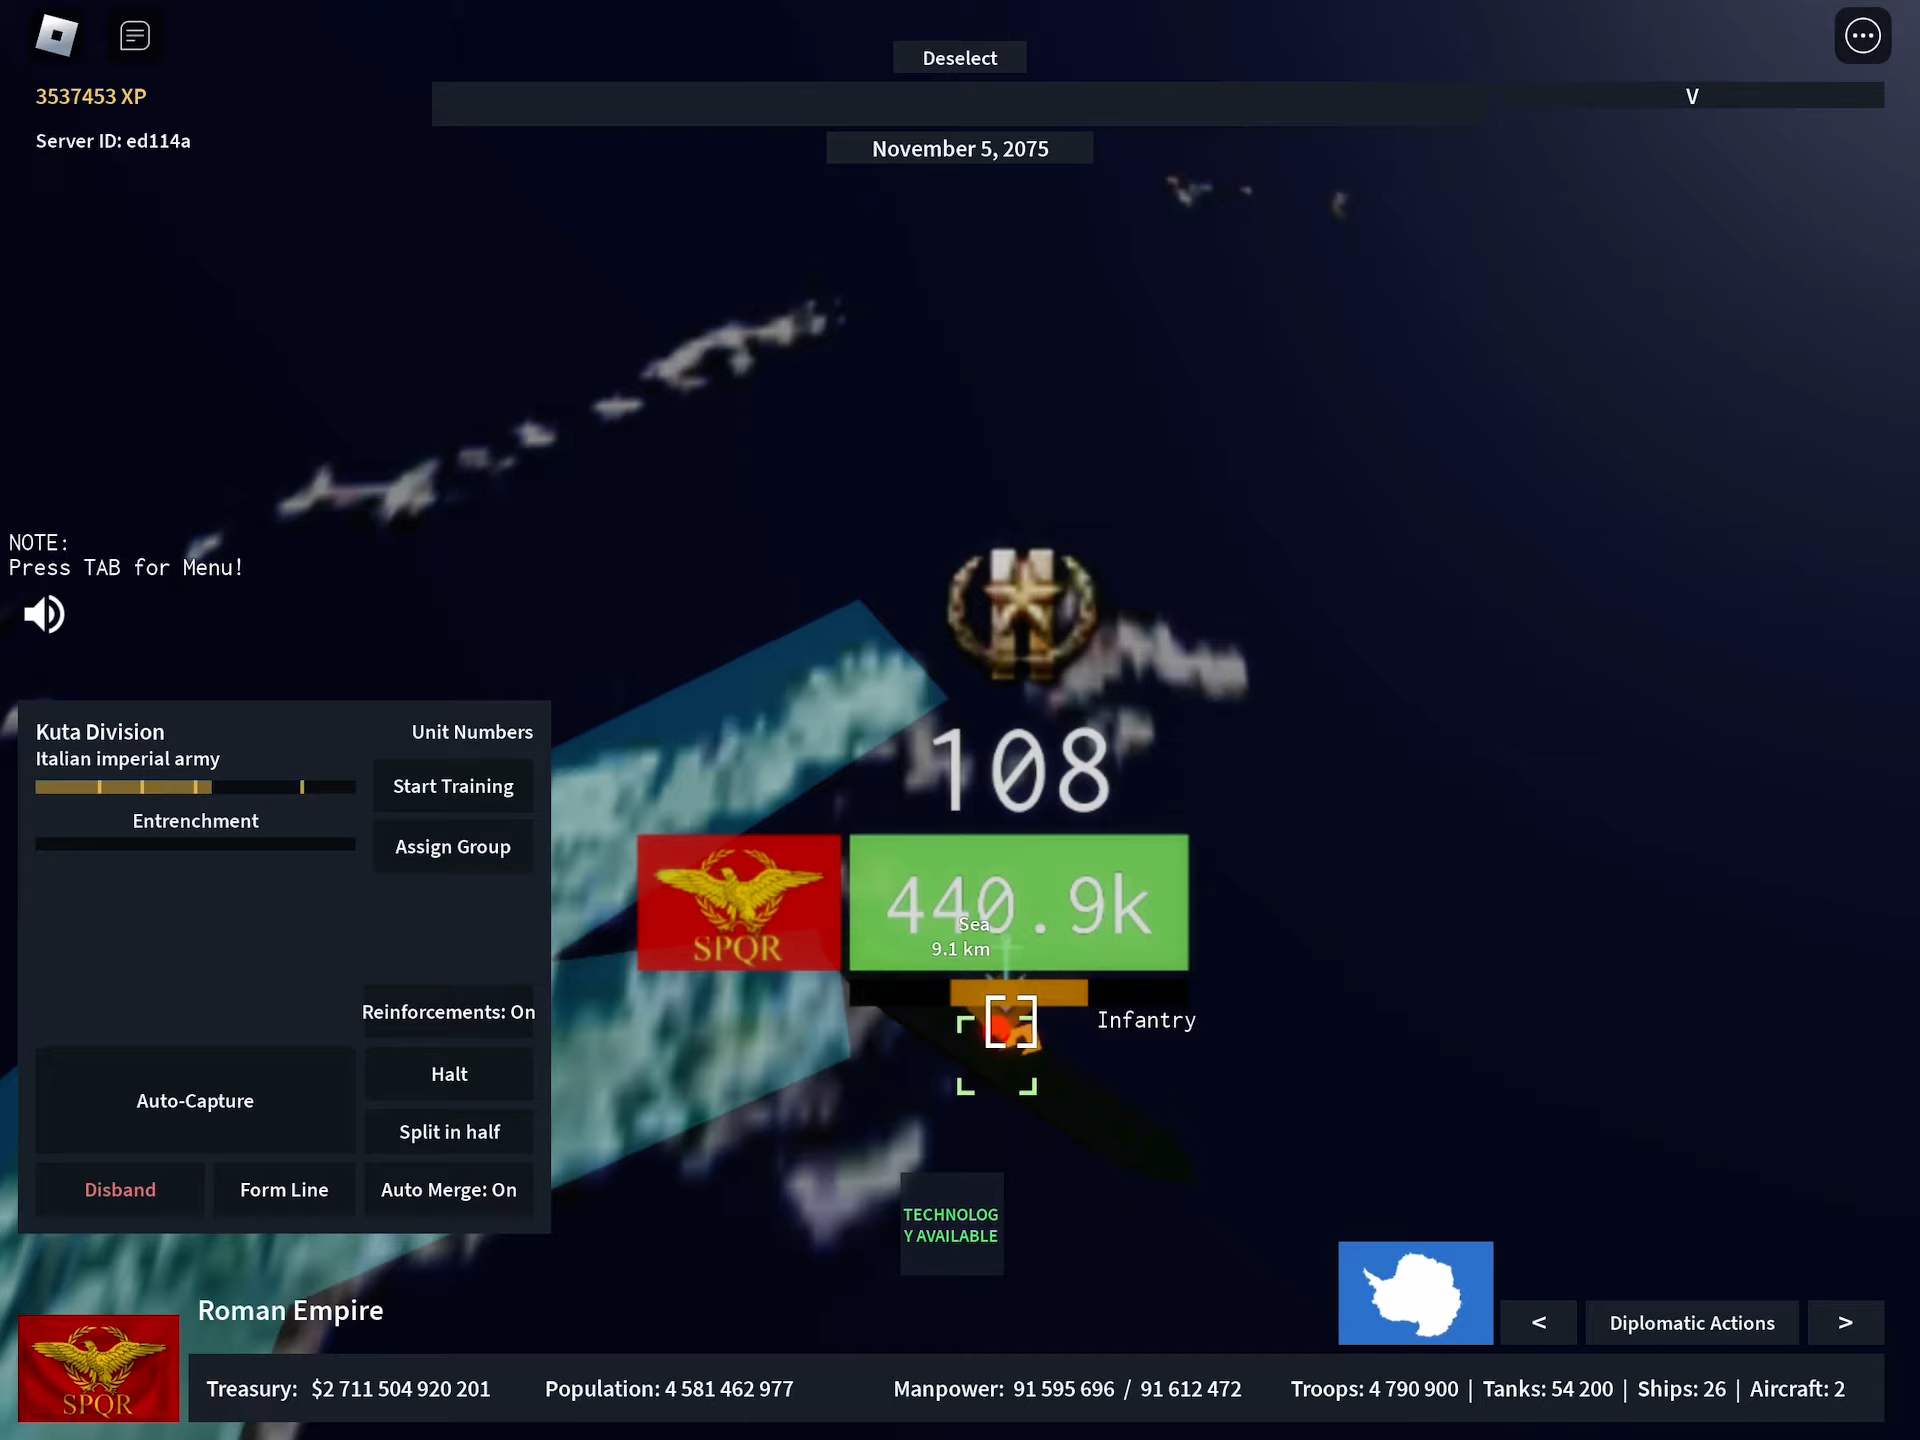 Deselect
3537453 XP
V
Server ID: ed114a
November 5, 2075
NOTE:
Press TAB for Menu!
Kuta Division
Unit Numbers
Italian imperial army
Start Training
Entrenchment
Assign Group
108
SPQR
440.9k
Sea
9.1 km
Infantry
Reinforcements: On
Halt
Auto-Capture
Split in half
Disband
Form Line
Auto Merge: On
TECHNOLOG
Y AVAILABLE
Roman Empire
<
Diplomatic Actions
>
SPQR
Treasury: $2 711 504 920 201
Population: 4 581 462 977
Manpower: 91 595 696 / 91 612 472
Troops: 4 790 900 | Tanks: 54 200 | Ships: 26 | Aircraft: 2